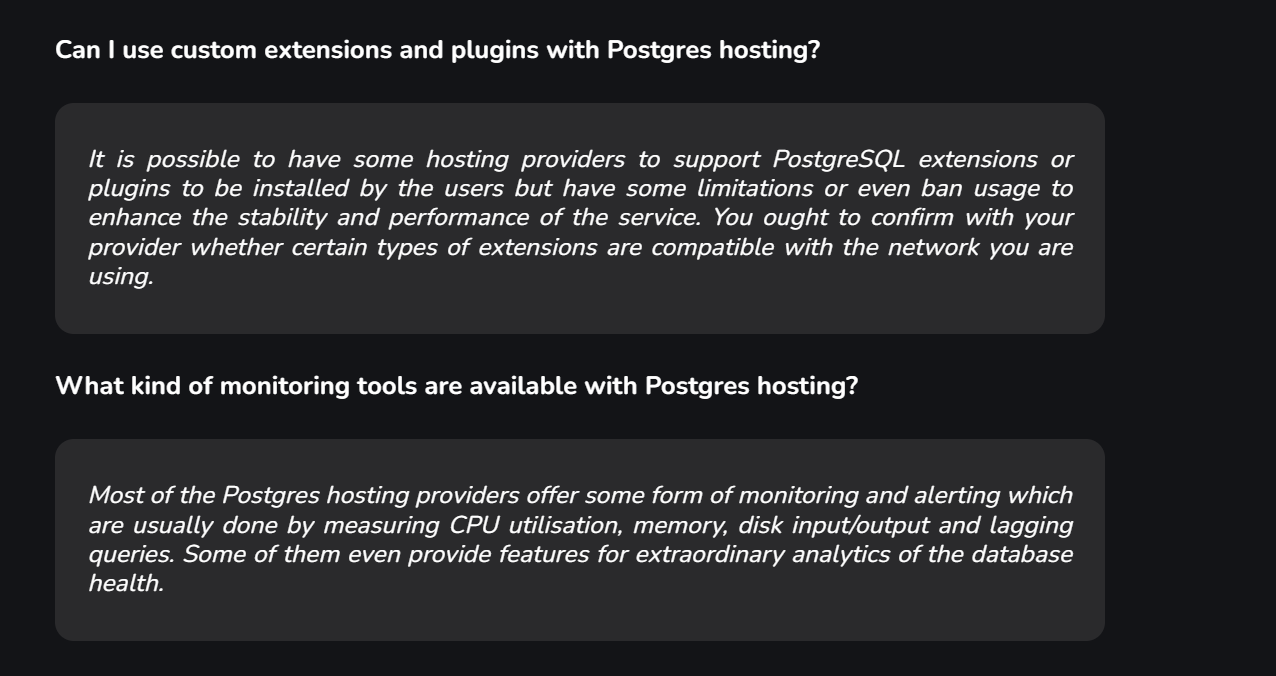 Can I use custom extensions and plugins with Postgres hosting?
It is possible to have some hosting providers to support PostgreSQL extensions or
plugins to be installed by the users but have some limitations or even ban usage to
enhance the stability and performance of the service. You ought to confirm with your
provider whether certain types of extensions are compatible with the network you are
using.
What kind of monitoring tools are available with Postgres hosting?
Most of the Postgres hosting providers offer some form of monitoring and alerting which
are usually done by measuring CPU utilisation, memory, disk input/output and lagging
queries. Some of them even provide features for extraordinary analytics of the database
health.